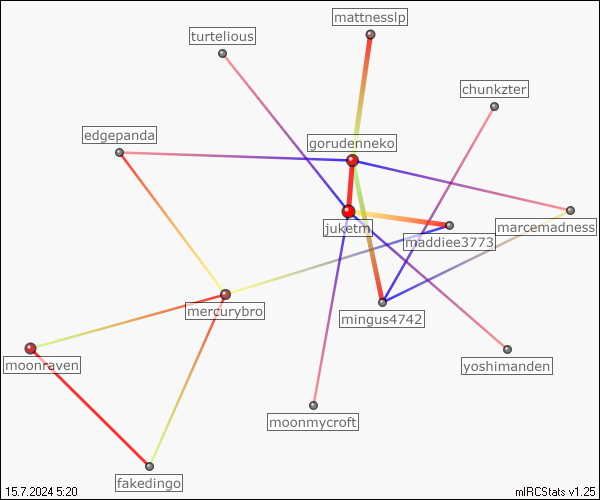 mattnesslp
turtelious
chunkzter
edgepanda
gorudenneko
juketm
marcemadness
maddiee3773
mercurybro
mingus4742
moonraven
yoshimanden
moonmycroft
fakedingo
15.7.2024 5:20
mIRCStats v1.25